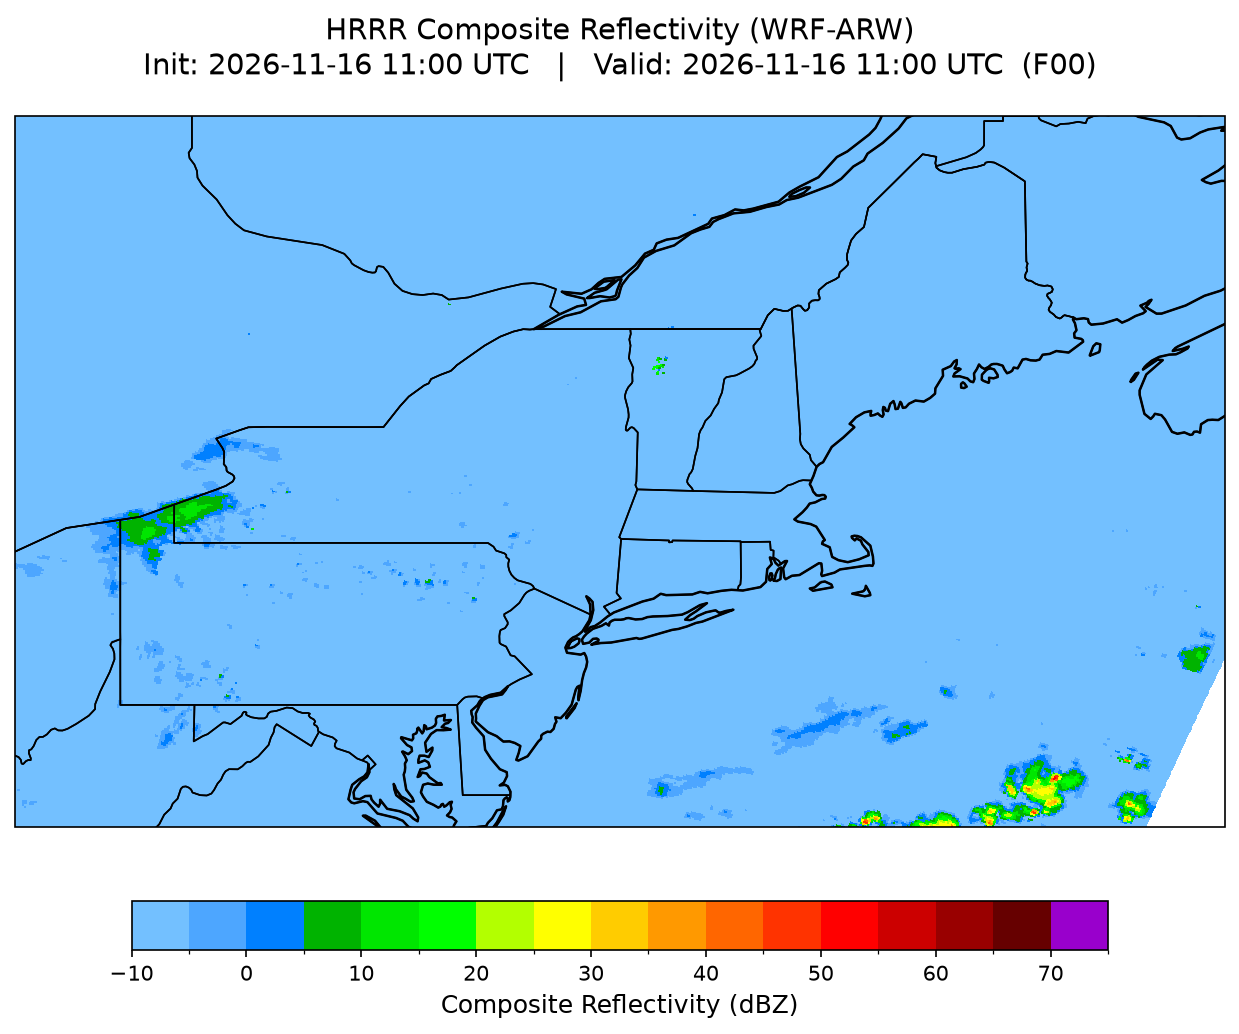 HRRR Composite Reflectivity (WRF-ARW)
Init: 2026-11-16 11:00 UTC   |   Valid: 2026-11-16 11:00 UTC  (F00)
−10 0 10 20 30 40 50 60 70
Composite Reflectivity (dBZ)